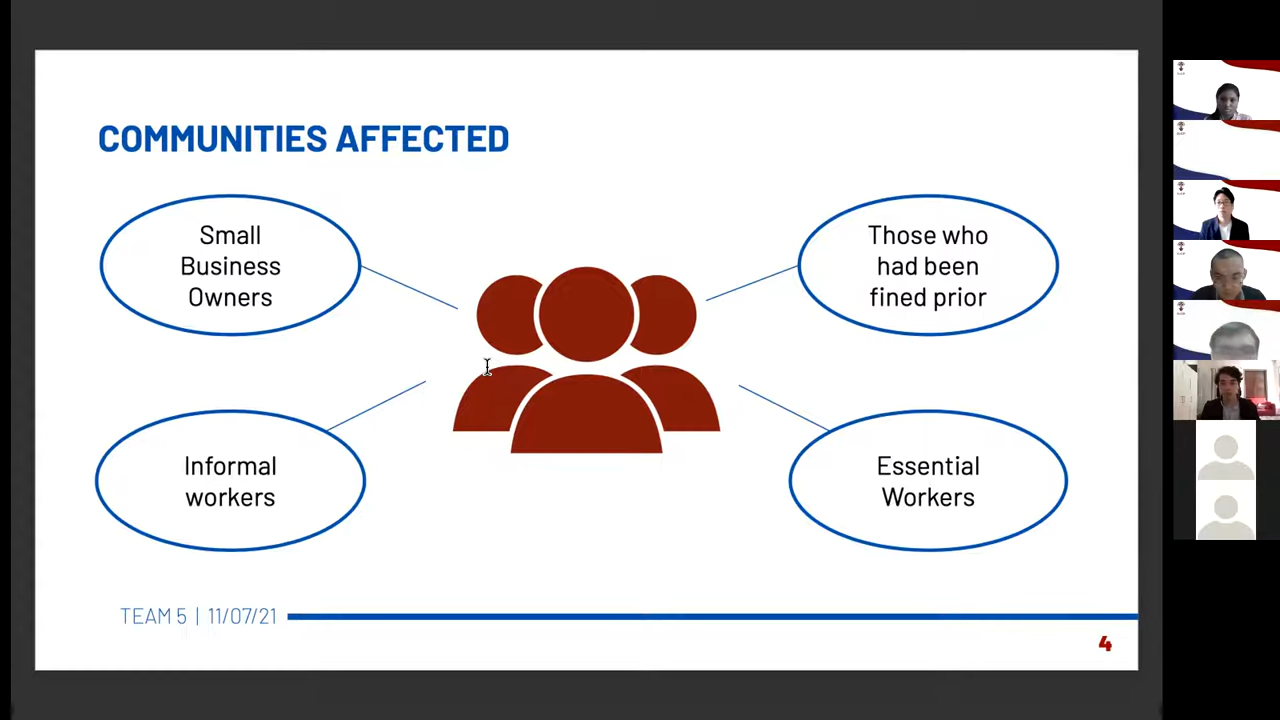 COMMUNITIES AFFECTED
Small
Business
Owners
Those who
had been
fined prior
Informal
workers
Essential
Workers
TEAM 5 | 11/07/21
4